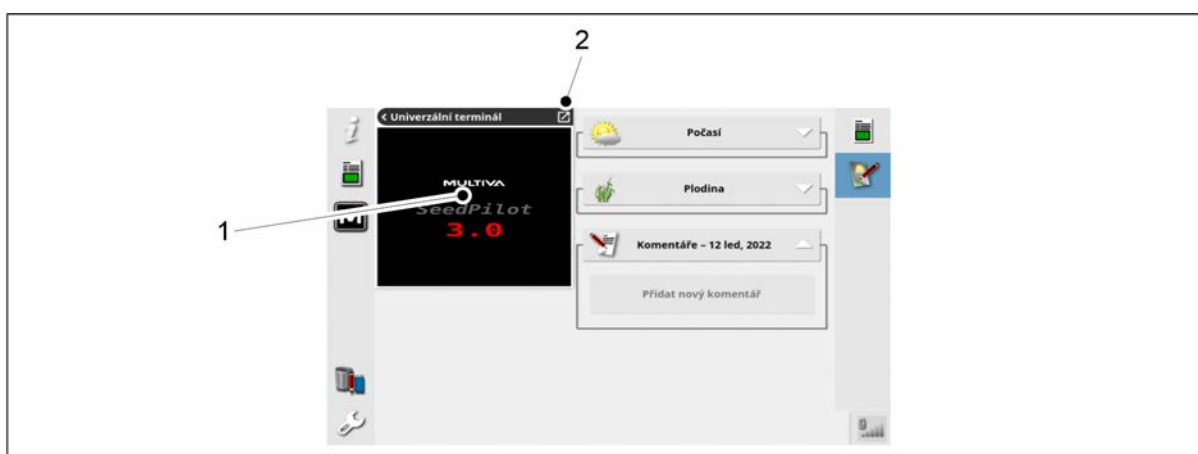 2
< Univerzální terminál
MULTIVA
SeedPilot
3.0
1
Počasí
Plodina
Komentáře – 12 led, 2022
Přidat nový komentář